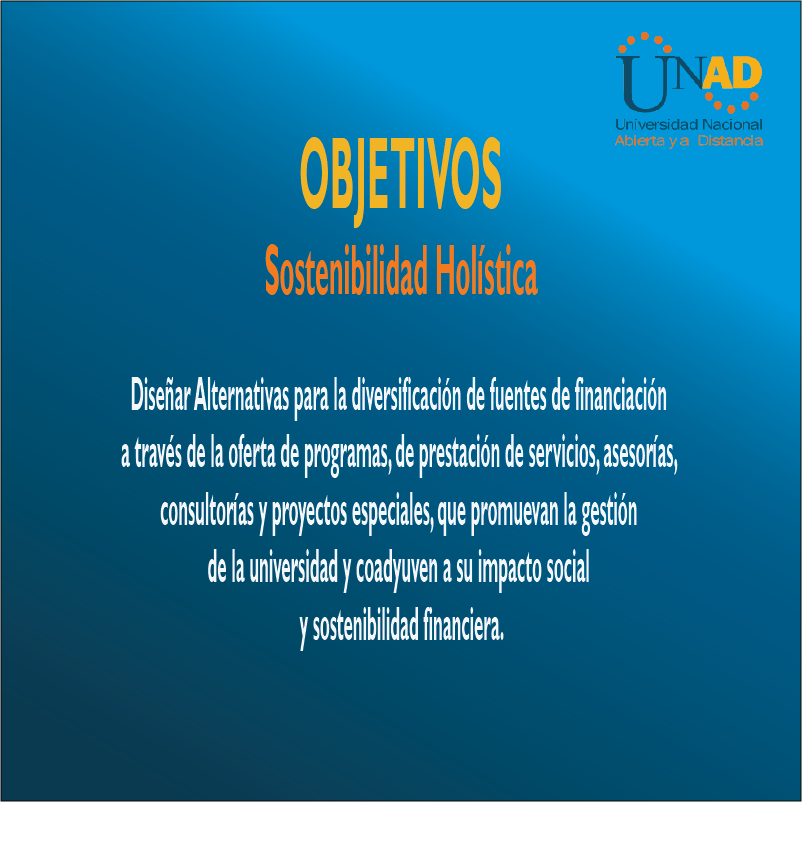 UNAD
Universidad Nacional
Abierta y a Distancia
OBJETIVOS
Sostenibilidad Holística
Diseñar Alternativas para la diversificación de fuentes de financiación
a través de la oferta de programas, de prestación de servicios, asesorías,
consultorías y proyectos especiales, que promuevan la gestión
de la universidad y coadyuven a su impacto social
y sostenibilidad financiera.